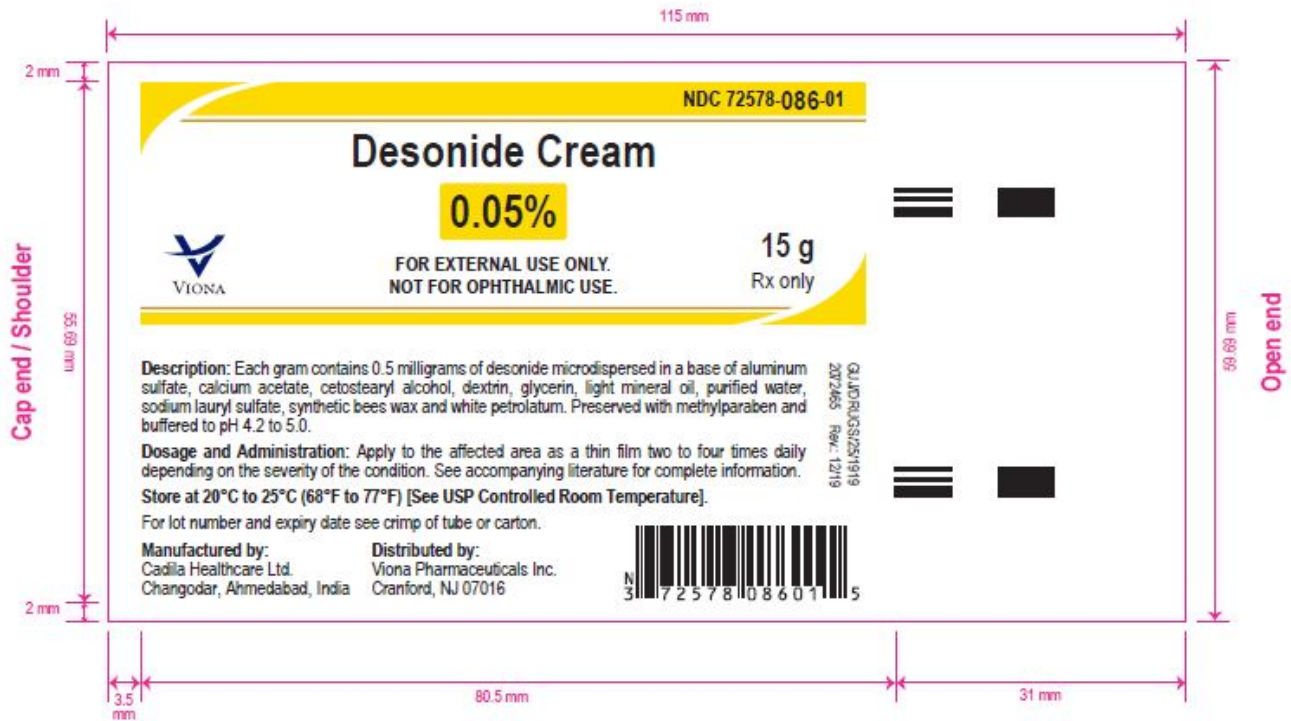 115 mm
2 mm
NDC 72578-086-01
Desonide Cream
0.05%
15 g
FOR EXTERNAL USE ONLY.
NOT FOR OPHTHALMIC USE.
Rx only
VIONA
Cap end / Shoulder
55.69 mm
59.69 mm
Open end
Description: Each gram contains 0.5 milligrams of desonide microdispersed in a base of aluminum
sulfate, calcium acetate, cetostearyl alcohol, dextrin, glycerin, light mineral oil, purified water,
sodium lauryl sulfate, synthetic bees wax and white petrolatum. Preserved with methylparaben and
buffered to pH 4.2 to 5.0.
Dosage and Administration: Apply to the affected area as a thin film two to four times daily
depending on the severity of the condition. See accompanying literature for complete information.
Store at 20°C to 25°C (68°F to 77°F) [See USP Controlled Room Temperature].
For lot number and expiry date see crimp of tube or carton.
GUJ/DRUGS/25/1919
2072465 Rev.: 12/19
Manufactured by:
Cadila Healthcare Ltd.
Changodar, Ahmedabad, India
Distributed by:
Viona Pharmaceuticals Inc.
Cranford, NJ 07016
N
3 72578 08601 5
2 mm
3.5
mm
80.5 mm
31 mm